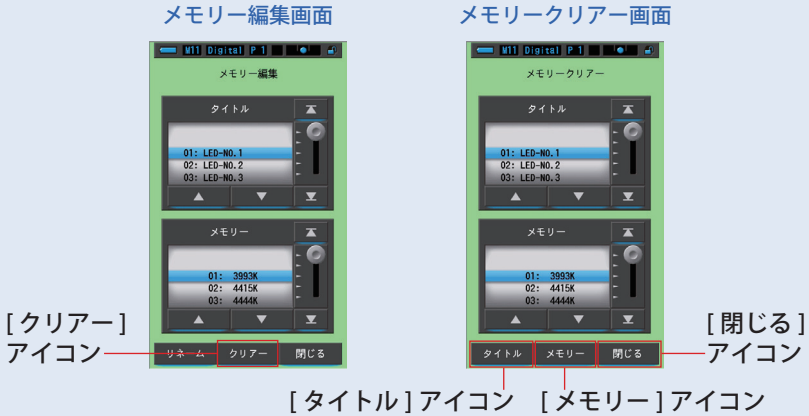 メモリー編集画面
M11 Digital P 1
メモリー編集
タイトル
01: LED-NO.1
02: LED-NO.2
03: LED-NO.3
メモリー
01: 3993K
02: 4415K
03: 4444K
リネーム クリアー 閉じる
[クリアー]
アイコン
メモリークリアー画面
M11 Digital P 1
メモリークリアー
タイトル
01: LED-NO.1
02: LED-NO.2
03: LED-NO.3
メモリー
01: 3993K
02: 4415K
03: 4444K
タイトル メモリー 閉じる
[閉じる]
アイコン
[タイトル]アイコン [メモリー]アイコン